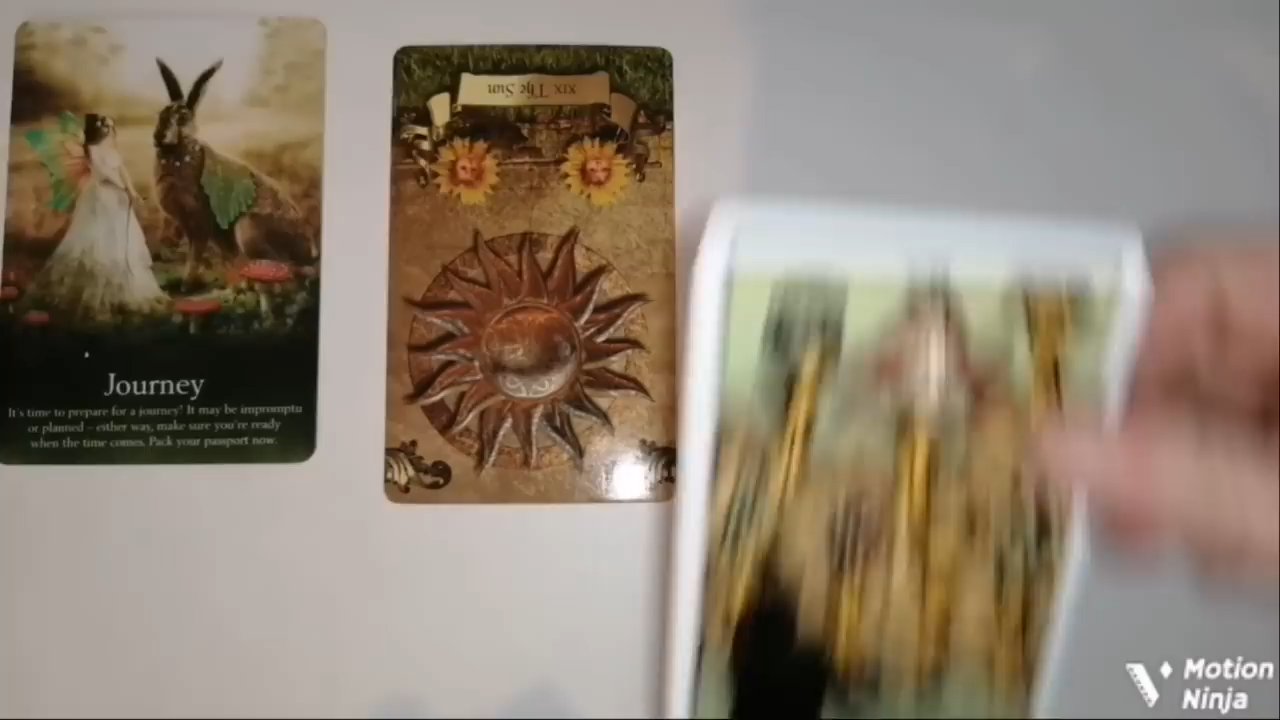 XIX The Sun
Journey
It's time to prepare for a journey! It may be impromptu
or planned – either way, make sure you're ready
when the time comes. Pack your passport now.
Motion
Ninja